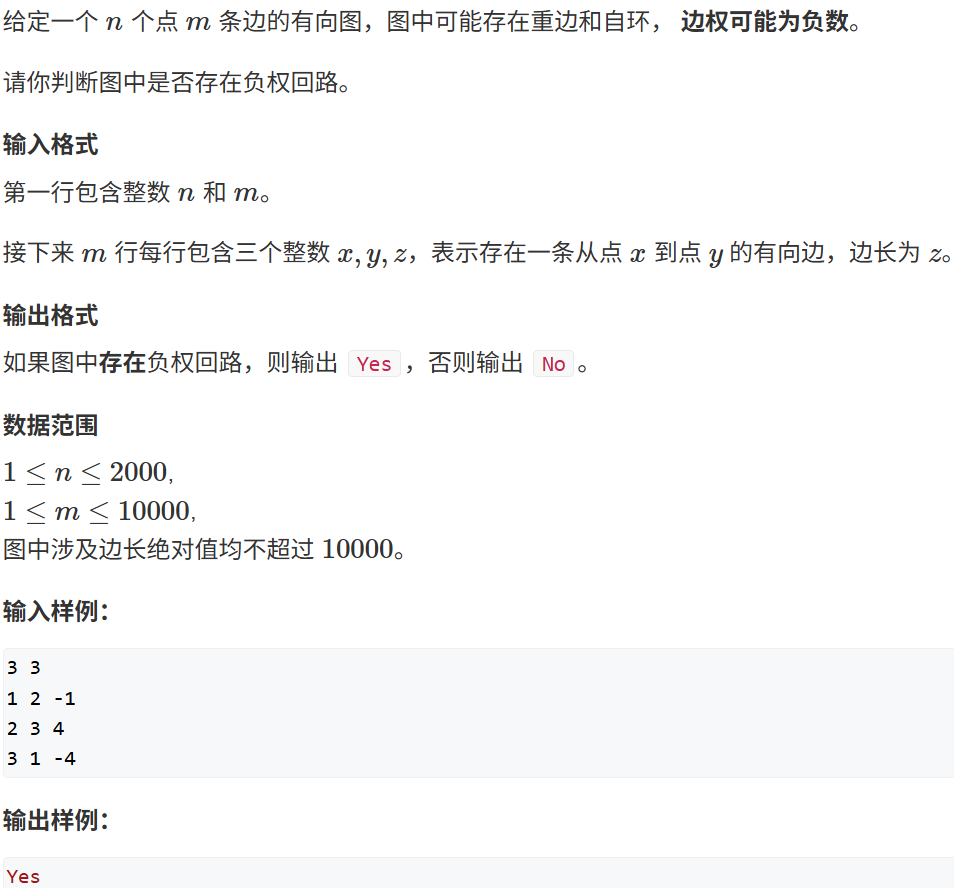 给定一个 n 个点 m 条边的有向图，图中可能存在重边和自环， 边权可能为负数。
请你判断图中是否存在负权回路。
输入格式
第一行包含整数 n 和 m。
接下来 m 行每行包含三个整数 x, y, z，表示存在一条从点 x 到点 y 的有向边，边长为 z。
输出格式
如果图中存在负权回路，则输出 Yes ，否则输出 No 。
数据范围
1 ≤ n ≤ 2000,
1 ≤ m ≤ 10000,
图中涉及边长绝对值均不超过 10000。
输入样例：
3 3
1 2 -1
2 3 4
3 1 -4
输出样例：
Yes